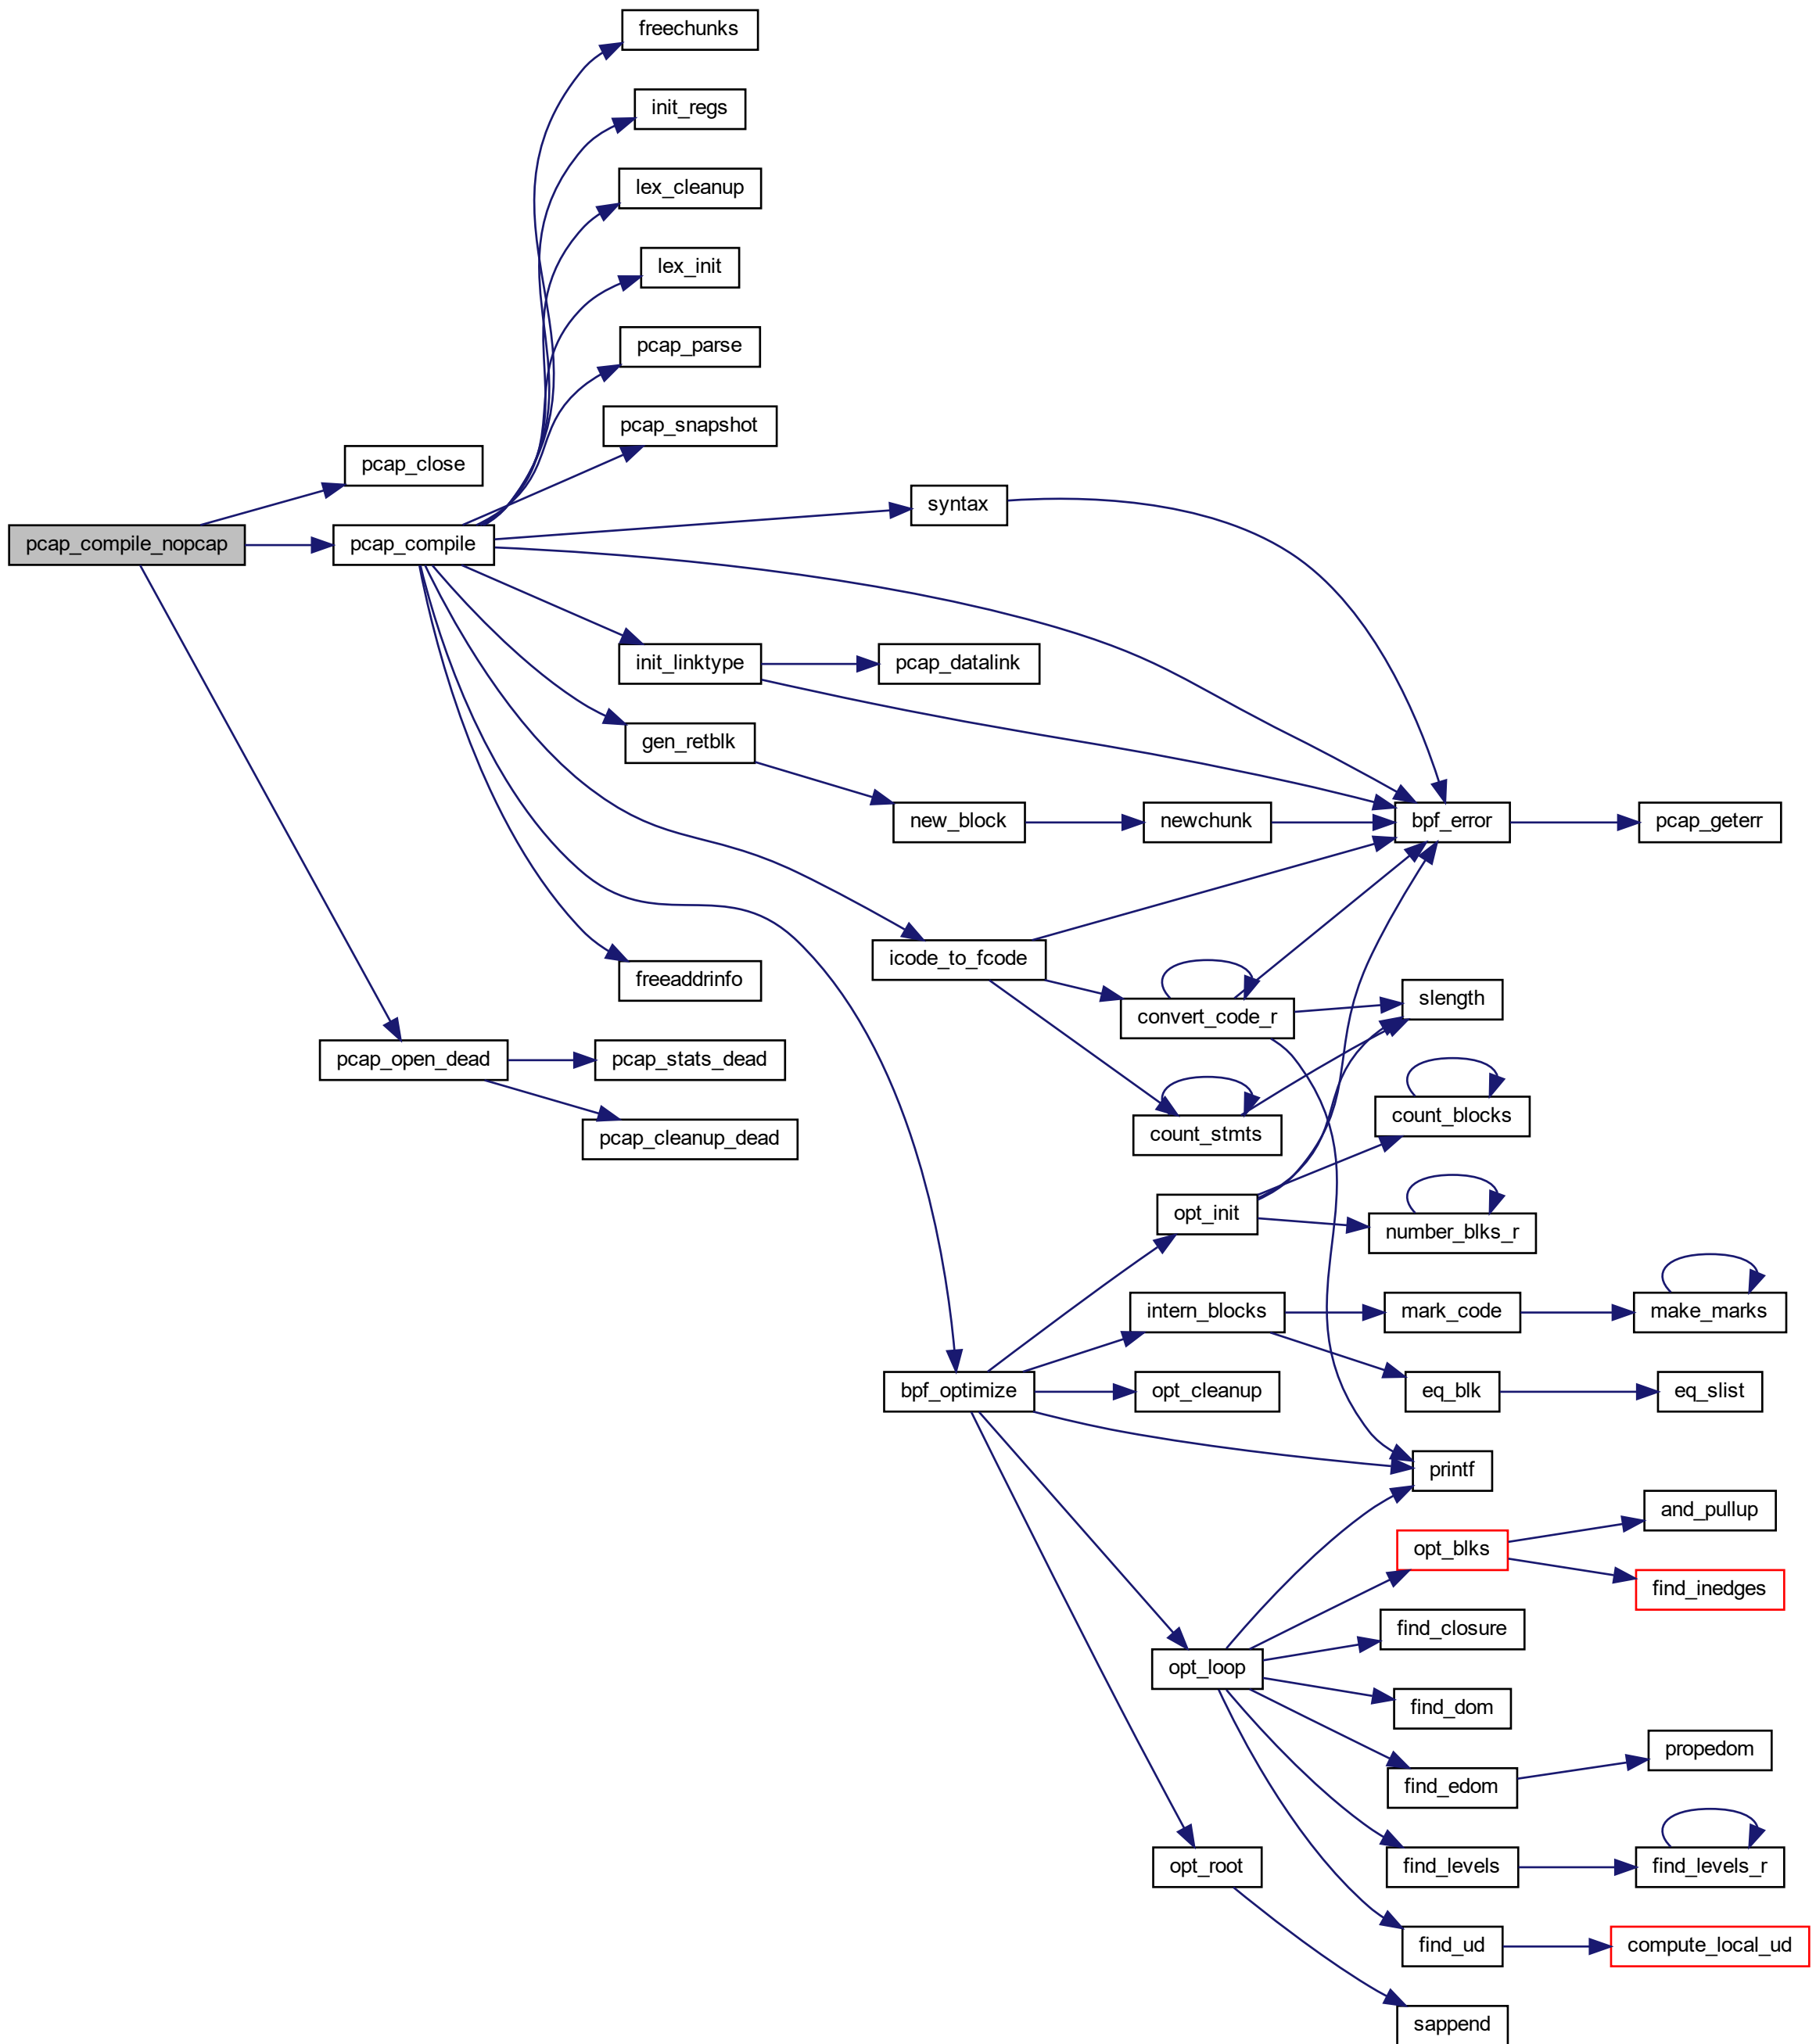 freechunks
init_regs
lex_cleanup
lex_init
pcap_parse
pcap_snapshot
pcap_close
syntax
pcap_compile_nopcap
pcap_compile
init_linktype
pcap_datalink
gen_retblk
new_block
newchunk
bpf_error
pcap_geterr
icode_to_fcode
freeaddrinfo
slength
convert_code_r
pcap_open_dead
pcap_stats_dead
count_blocks
pcap_cleanup_dead
count_stmts
opt_init
number_blks_r
intern_blocks
mark_code
make_marks
bpf_optimize
opt_cleanup
eq_blk
eq_slist
printf
and_pullup
opt_blks
find_inedges
find_closure
opt_loop
find_dom
propedom
find_edom
opt_root
find_levels
find_levels_r
find_ud
compute_local_ud
sappend